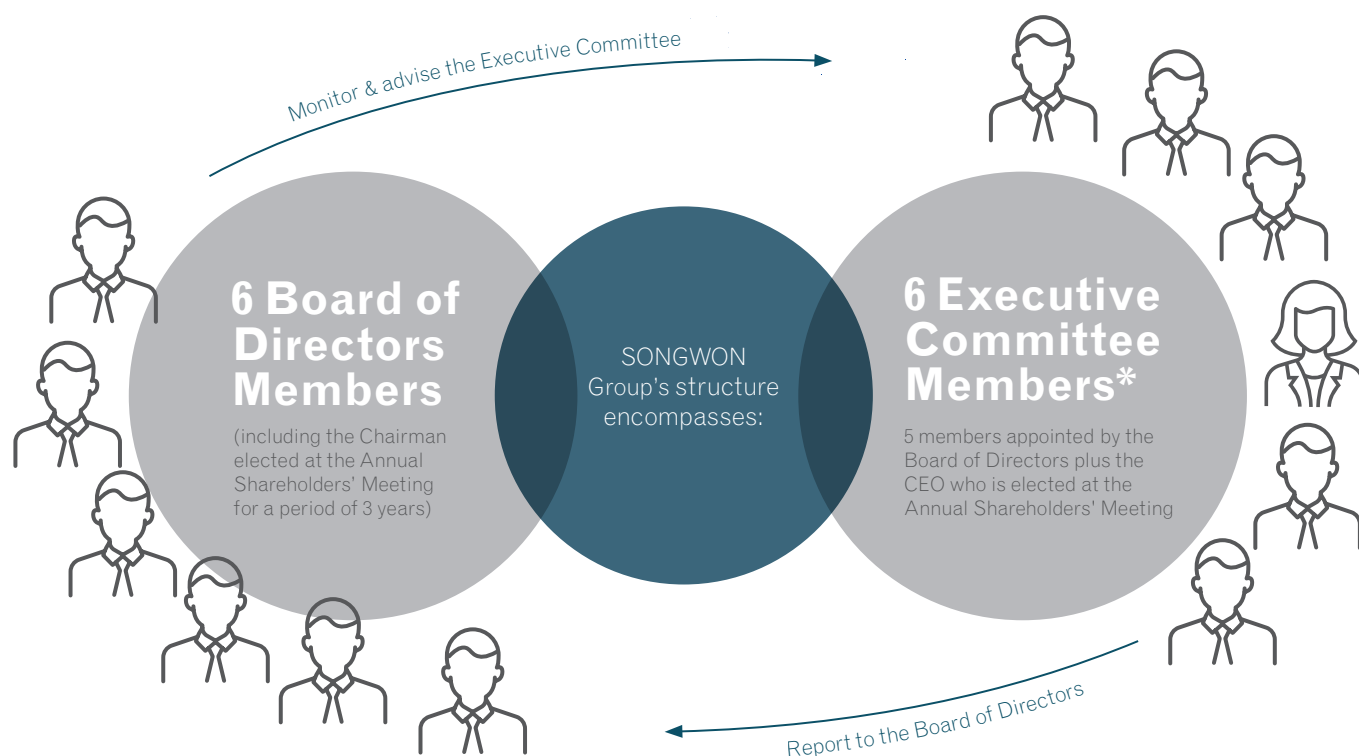 Monitor & advise the Executive Committee
6 Board of
Directors
Members
(including the Chairman
elected at the Annual
Shareholders' Meeting
for a period of 3 years)
SONGWON
Group's structure
encompasses:
6 Executive
Committee
Members*
5 members appointed by the
Board of Directors plus the
CEO who is elected at the
Annual Shareholders' Meeting
Report to the Board of Directors